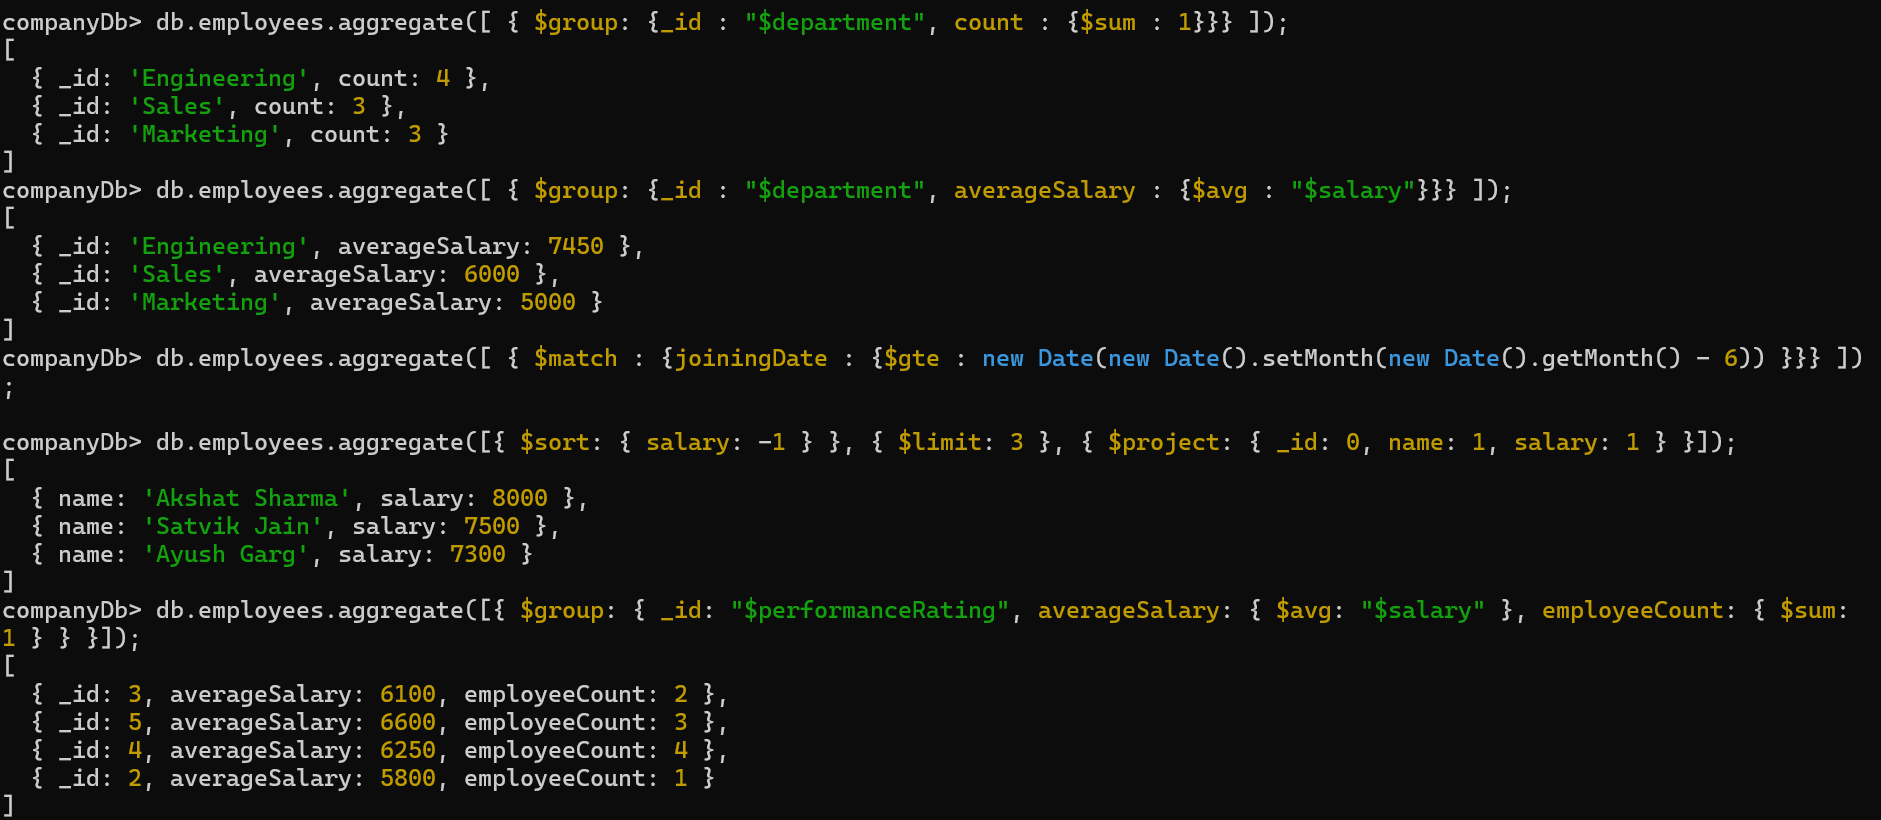 companyDb> db.employees.aggregate([ { $group: {_id : "$department", count : {$sum : 1}}} ]);
[
  { _id: 'Engineering', count: 4 },
  { _id: 'Sales', count: 3 },
  { _id: 'Marketing', count: 3 }
]
companyDb> db.employees.aggregate([ { $group: {_id : "$department", averageSalary : {$avg : "$salary"}}} ]);
[
  { _id: 'Engineering', averageSalary: 7450 },
  { _id: 'Sales', averageSalary: 6000 },
  { _id: 'Marketing', averageSalary: 5000 }
]
companyDb> db.employees.aggregate([ { $match : {joiningDate : {$gte : new Date(new Date().setMonth(new Date().getMonth() - 6)) }}} ])
;

companyDb> db.employees.aggregate([{ $sort: { salary: -1 } }, { $limit: 3 }, { $project: { _id: 0, name: 1, salary: 1 } }]);
[
  { name: 'Akshat Sharma', salary: 8000 },
  { name: 'Satvik Jain', salary: 7500 },
  { name: 'Ayush Garg', salary: 7300 }
]
companyDb> db.employees.aggregate([{ $group: { _id: "$performanceRating", averageSalary: { $avg: "$salary" }, employeeCount: { $sum:
1 } } }]);
[
  { _id: 3, averageSalary: 6100, employeeCount: 2 },
  { _id: 5, averageSalary: 6600, employeeCount: 3 },
  { _id: 4, averageSalary: 6250, employeeCount: 4 },
  { _id: 2, averageSalary: 5800, employeeCount: 1 }
]